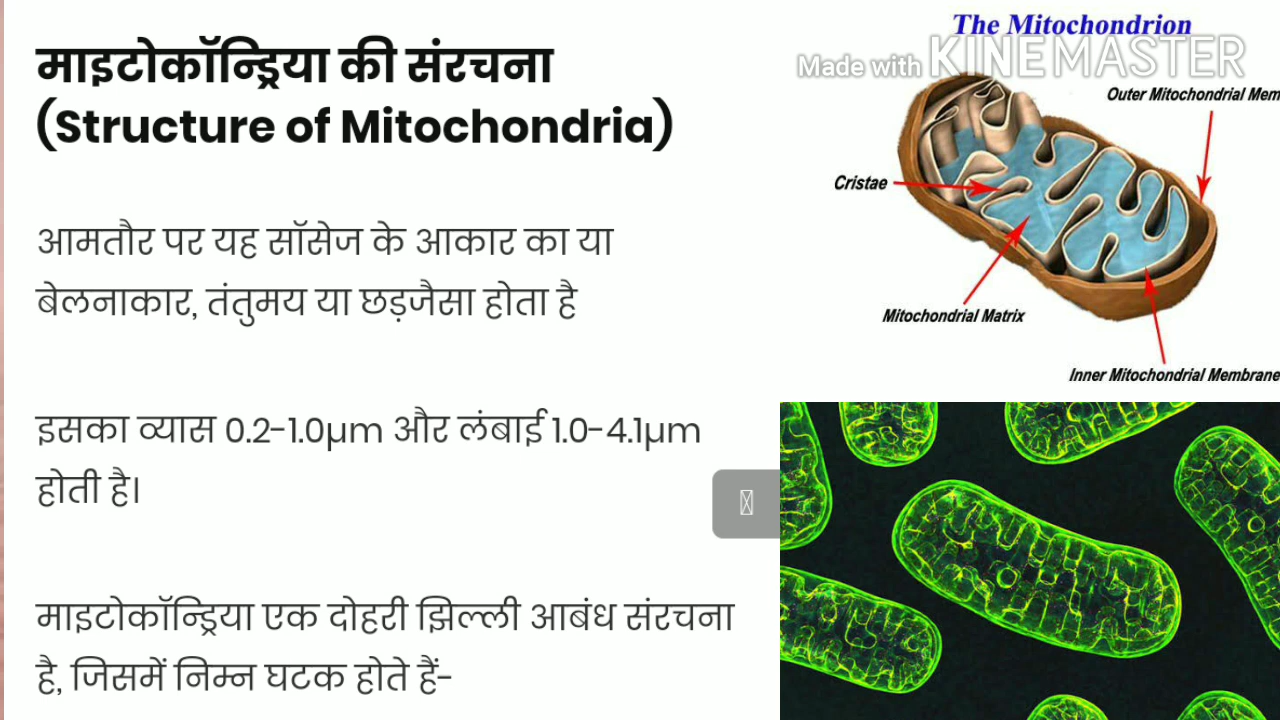 माइटोकॉन्ड्रिया की संरचना
(Structure of Mitochondria)
आमतौर पर यह सॉसेज के आकार का या
बेलनाकार, तंतुमय या छड़जैसा होता है
इसका व्यास 0.2-1.0µm और लंबाई 1.0-4.1µm
होती है।
माइटोकॉन्ड्रिया एक दोहरी झिल्ली आबंध संरचना
है, जिसमें निम्न घटक होते हैं-
The Mitochondrion
Made with KINEMASTER
Outer Mitochondrial Mem
Cristae
Mitochondrial Matrix
Inner Mitochondrial Membrane